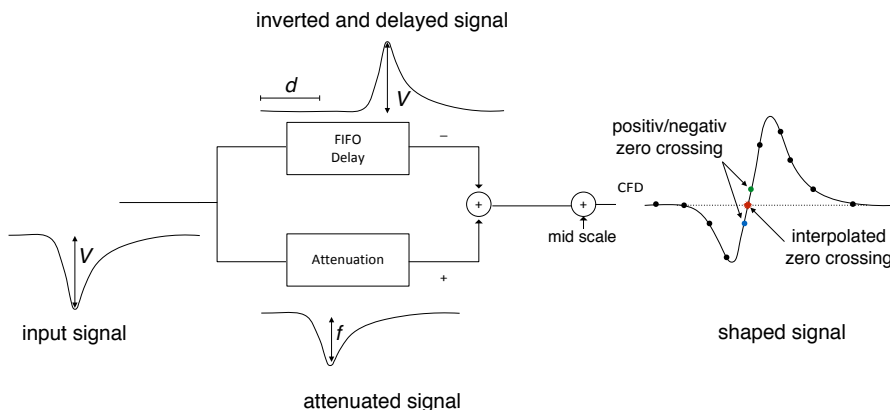 inverted and delayed signal
d
V
FIFO
Delay
−
positiv/negativ
zero crossing
CFD
+
+
mid scale
V
Attenuation
+
interpolated
zero crossing
input signal
f
shaped signal
attenuated signal